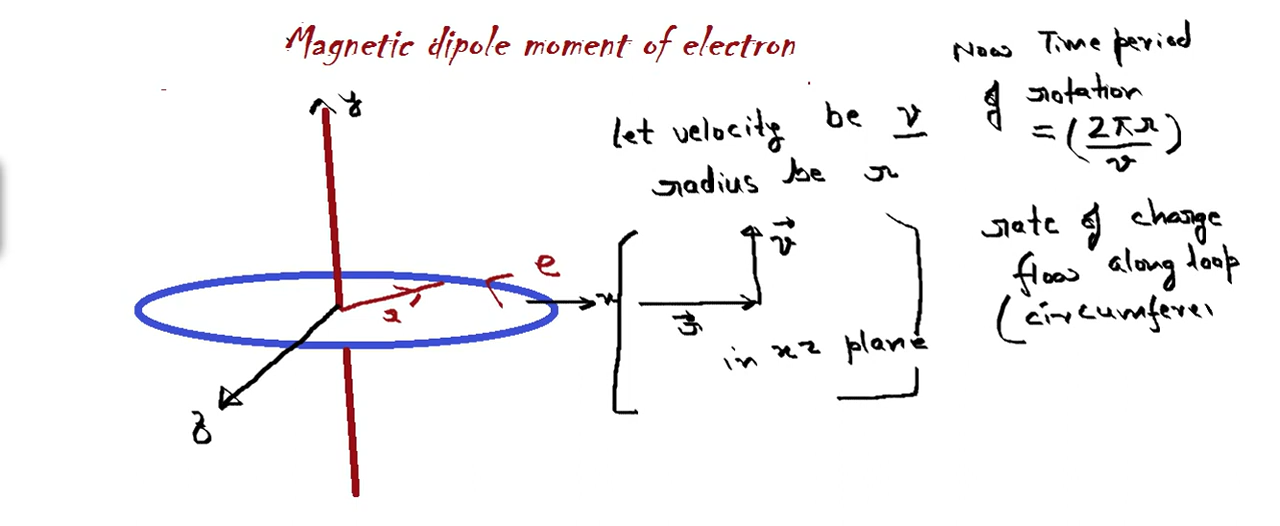 Magnetic dipole moment of electron
y
e
r
x
z
let velocity be v
radius be r
v⃗
r⃗
in xz plane
Now Time period
of rotation
= (2πr/v)
rate of charge
flow along loop
(circumferen